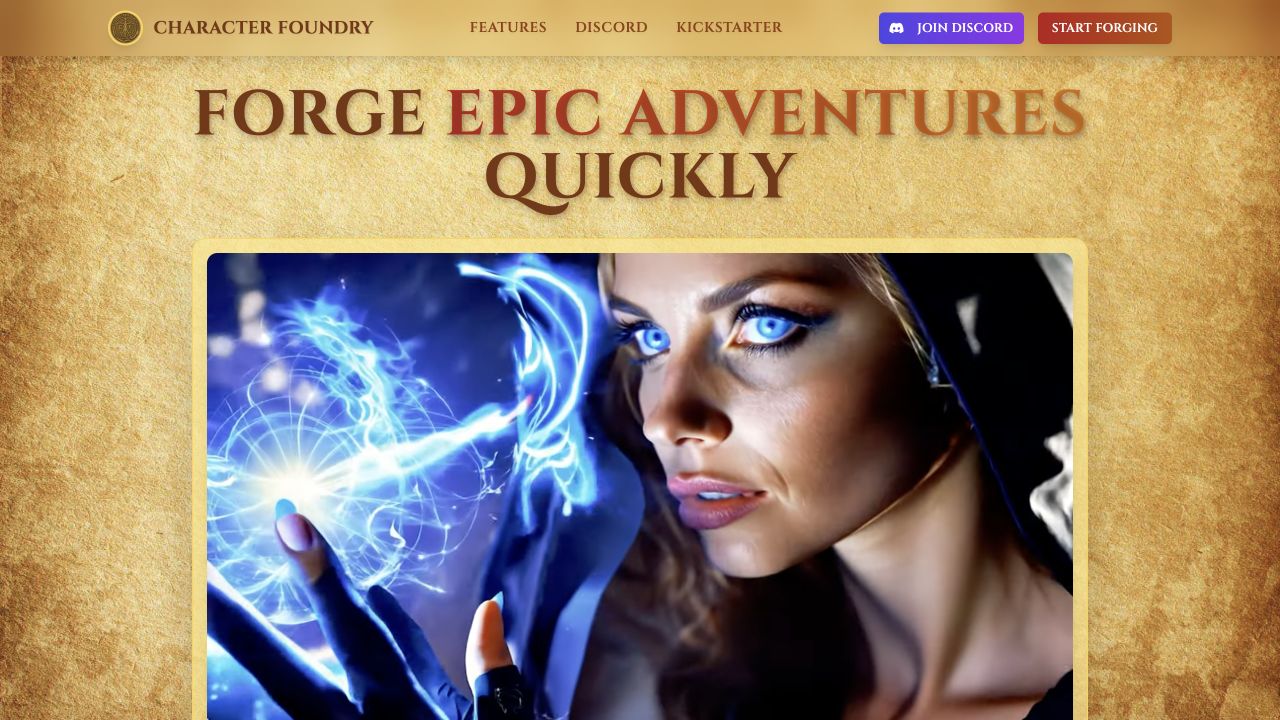 CHARACTER FOUNDRY
FEATURES
DISCORD
KICKSTARTER
JOIN DISCORD
START FORGING
FORGE EPIC ADVENTURES
QUICKLY